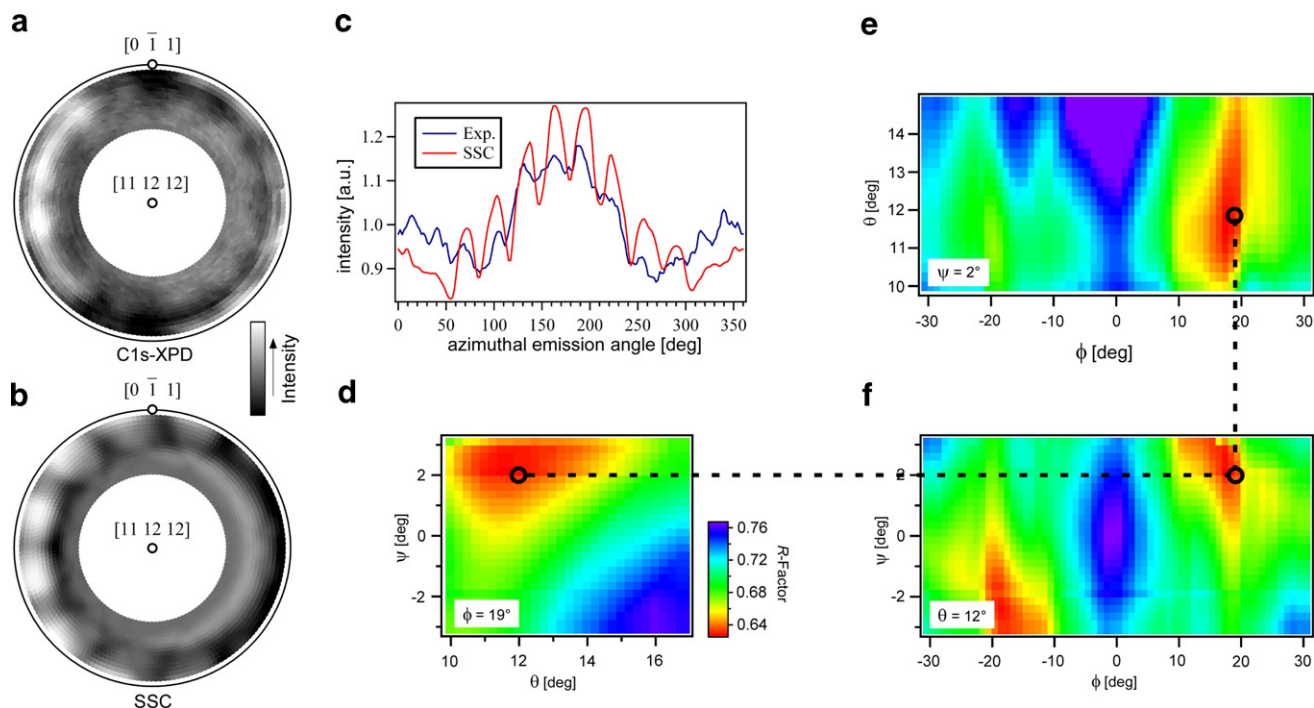 a
[0 1̅ 1]
[11 12 12]
C1s-XPD
Intensity
b
[0 1̅ 1]
[11 12 12]
SSC
c
Exp.
SSC
1.2
1.1
1.0
0.9
intensity [a.u.]
0 50 100 150 200 250 300 350
azimuthal emission angle [deg]
d
2
0
-2
ψ [deg]
ϕ = 19°
10 12 14 16
θ [deg]
0.76
0.72
0.68
0.64
R-Factor
e
14
13
12
11
10
θ [deg]
ψ = 2°
-30 -20 -10 0 10 20 30
ϕ [deg]
f
2
0
-2
ψ [deg]
θ = 12°
-30 -20 -10 0 10 20 30
ϕ [deg]